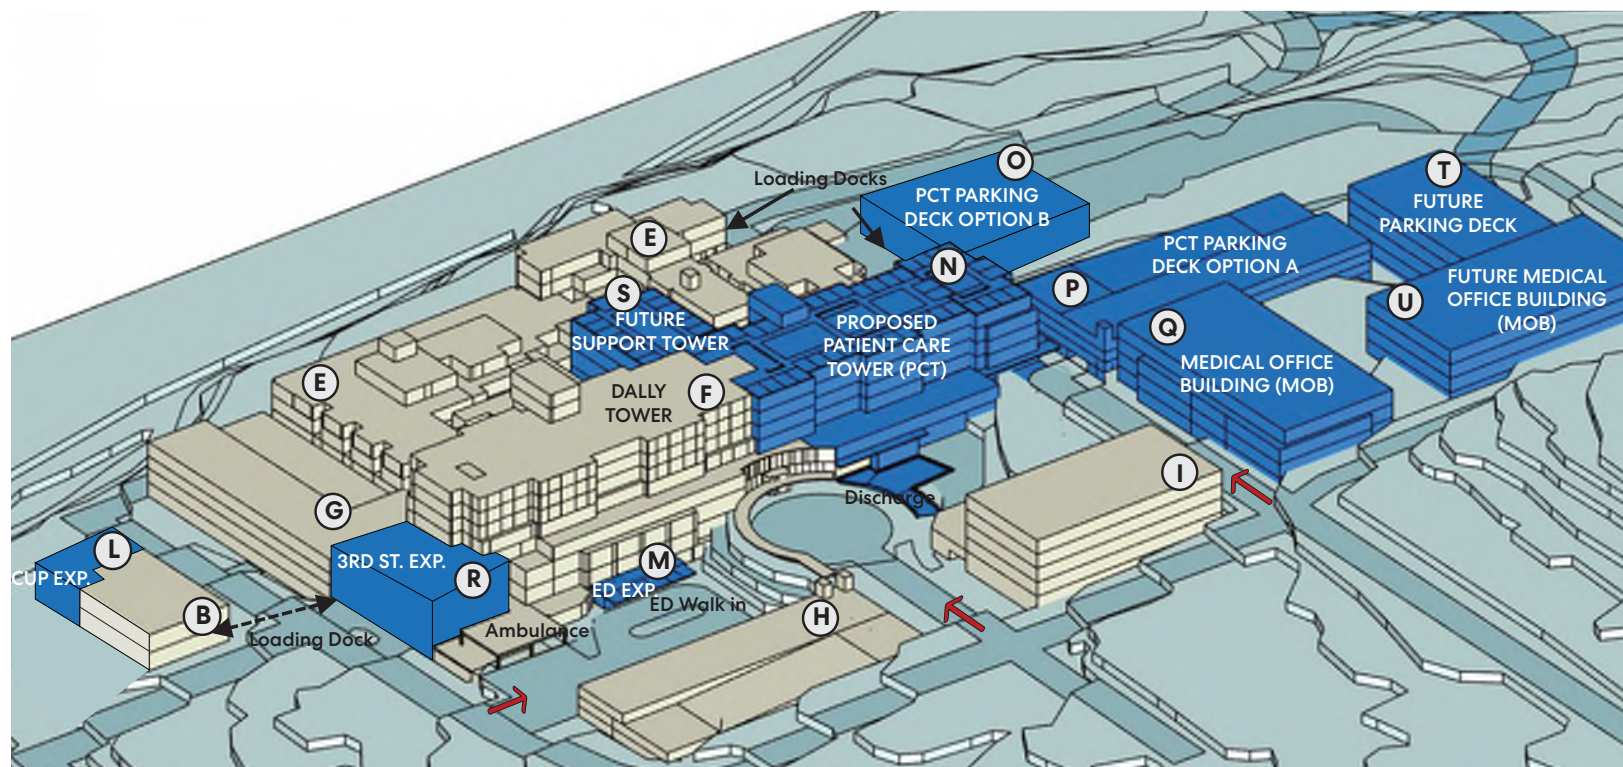 O
T
Loading Docks
PCT PARKING
DECK OPTION B
FUTURE
PARKING DECK
E
N
PCT PARKING
DECK OPTION A
P
S
FUTURE
SUPPORT TOWER
PROPOSED
PATIENT CARE
TOWER (PCT)
Q
MEDICAL OFFICE
BUILDING (MOB)
U
FUTURE MEDICAL
OFFICE BUILDING
(MOB)
E
DALLY
TOWER
F
I
G
Discharge
L
CUP EXP.
3RD ST. EXP.
R
M
ED EXP.
ED Walk in
B
Loading Dock
Ambulance
H